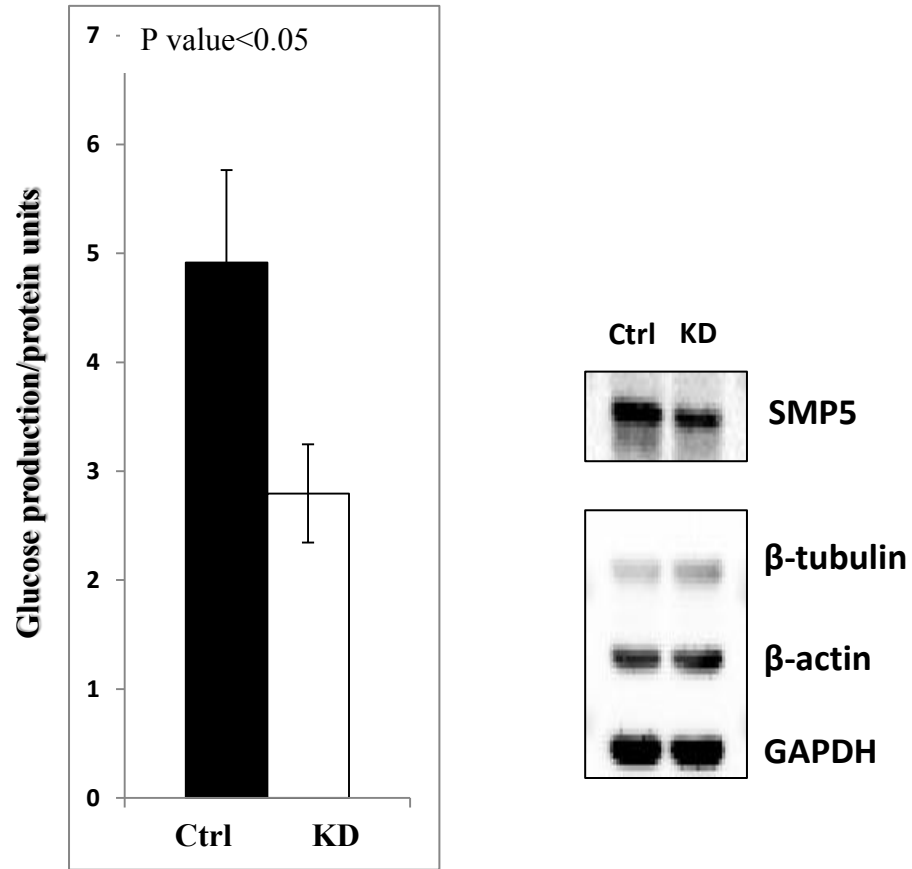 P value<0.05
7
6
5
4
3
2
1
0
Glucose production/protein units
Ctrl KD
Ctrl KD
SMP5
β-tubulin
β-actin
GAPDH